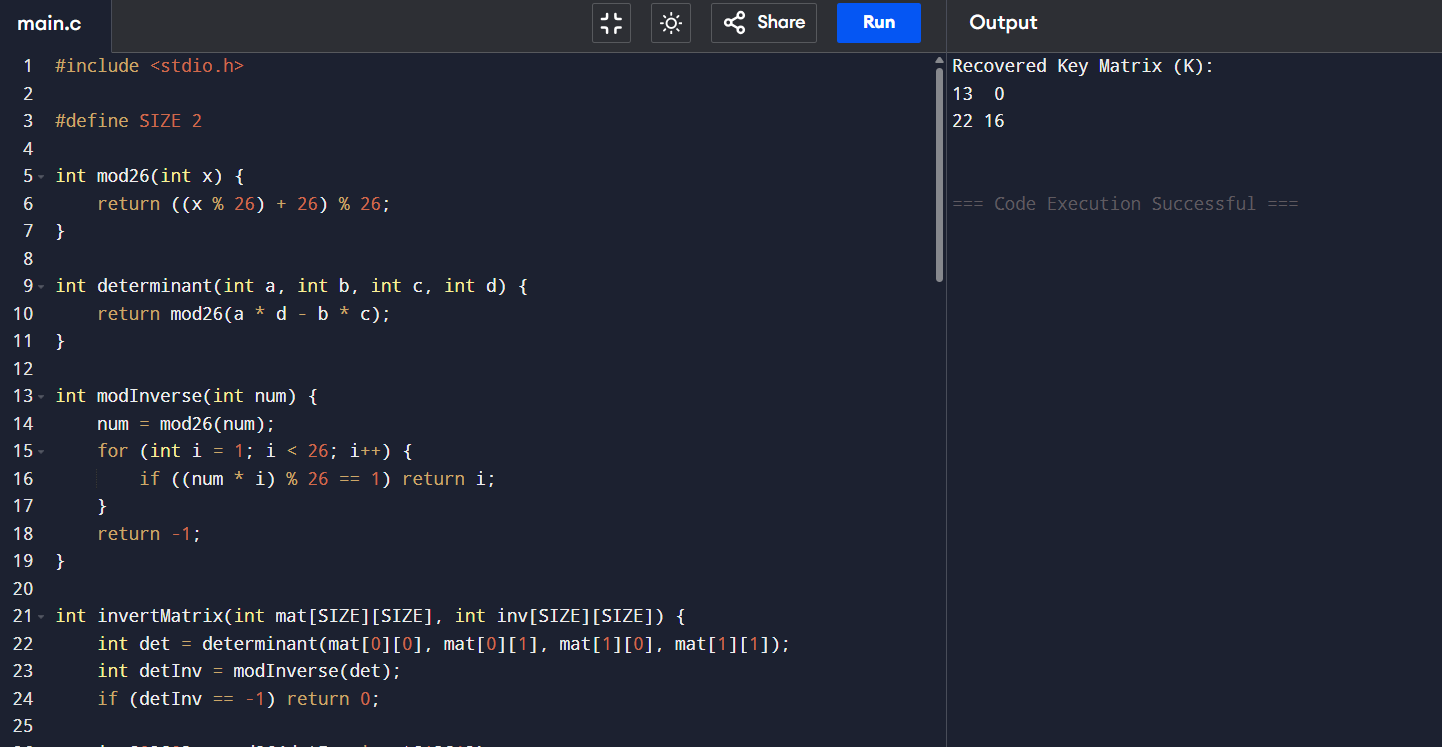 main.c
Share
Run
Output
1 #include <stdio.h>
2
3 #define SIZE 2
4
5 int mod26(int x) {
6     return ((x % 26) + 26) % 26;
7 }
8
9 int determinant(int a, int b, int c, int d) {
10     return mod26(a * d - b * c);
11 }
12
13 int modInverse(int num) {
14     num = mod26(num);
15     for (int i = 1; i < 26; i++) {
16         if ((num * i) % 26 == 1) return i;
17     }
18     return -1;
19 }
20
21 int invertMatrix(int mat[SIZE][SIZE], int inv[SIZE][SIZE]) {
22     int det = determinant(mat[0][0], mat[0][1], mat[1][0], mat[1][1]);
23     int detInv = modInverse(det);
24     if (detInv == -1) return 0;
25
Recovered Key Matrix (K):
13  0
22 16
=== Code Execution Successful ===